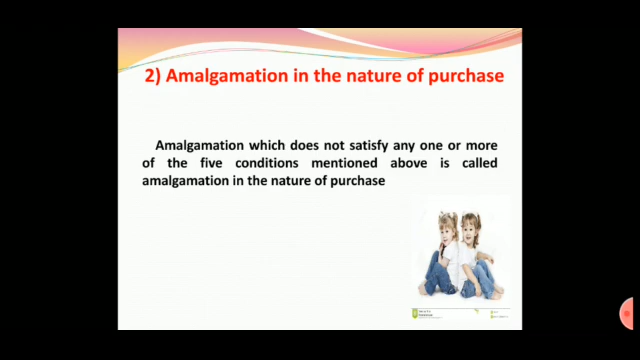 2) Amalgamation in the nature of purchase
Amalgamation which does not satisfy any one or more
of the five conditions mentioned above is called
amalgamation in the nature of purchase